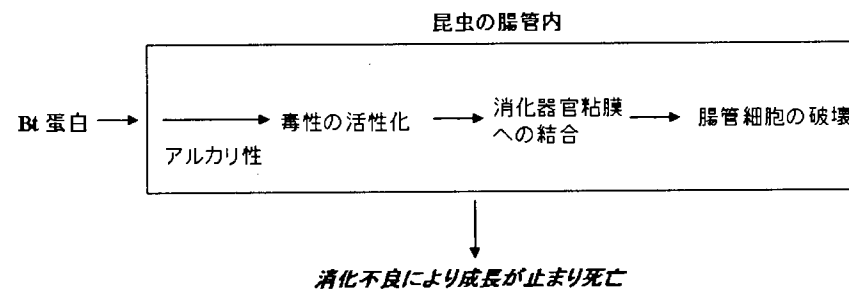 昆虫の腸管内
Bt 蛋白
アルカリ性
毒性の活性化
消化器官粘膜
への結合
腸管細胞の破壊
消化不良により成長が止まり死亡